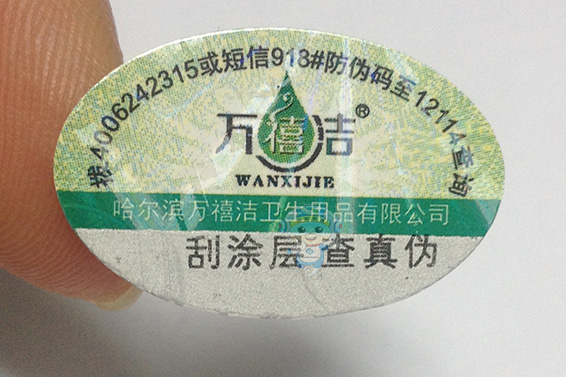 拨4006242315或短信918#防伪码至12114查询
万禧洁®
WANXIJIE
哈尔滨万禧洁卫生用品有限公司
刮涂层 查真伪